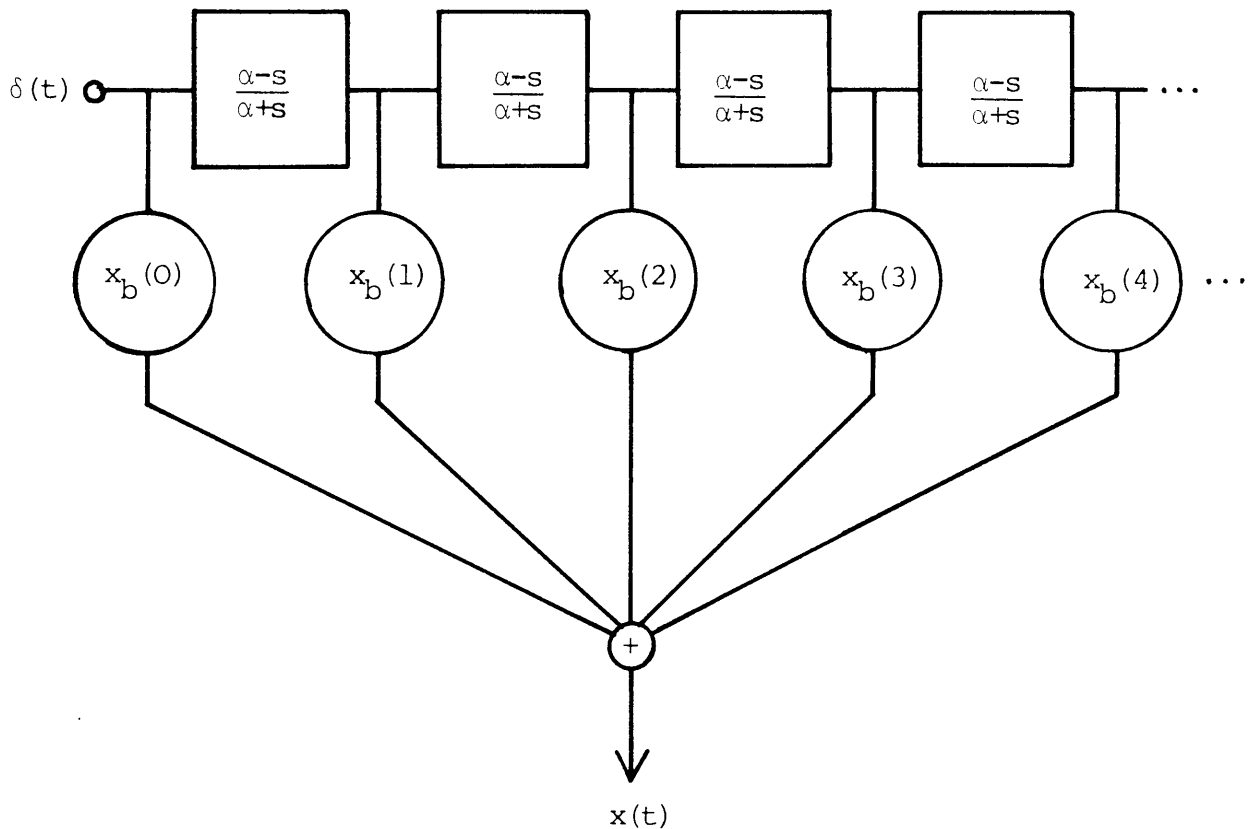 δ(t)
α-s
α+s
α-s
α+s
α-s
α+s
α-s
α+s
...
x_b(0)
x_b(1)
x_b(2)
x_b(3)
x_b(4)
...
+
x(t)